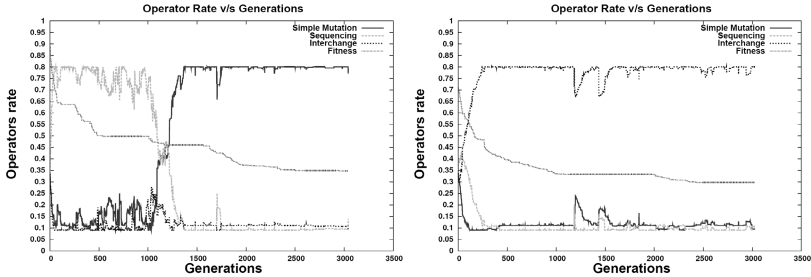 Operator Rate v/s Generations
Operators rate
1
0.95
0.9
0.85
0.8
0.75
0.7
0.65
0.6
0.55
0.5
0.45
0.4
0.35
0.3
0.25
0.2
0.15
0.1
0.05
0
Simple Mutation
Sequencing
Interchange
Fitness
0 500 1000 1500 2000 2500 3000 3500
Generations
Operator Rate v/s Generations
Operators rate
1
0.95
0.9
0.85
0.8
0.75
0.7
0.65
0.6
0.55
0.5
0.45
0.4
0.35
0.3
0.25
0.2
0.15
0.1
0.05
0
Simple Mutation
Sequencing
Interchange
Fitness
0 500 1000 1500 2000 2500 3000 3500
Generations